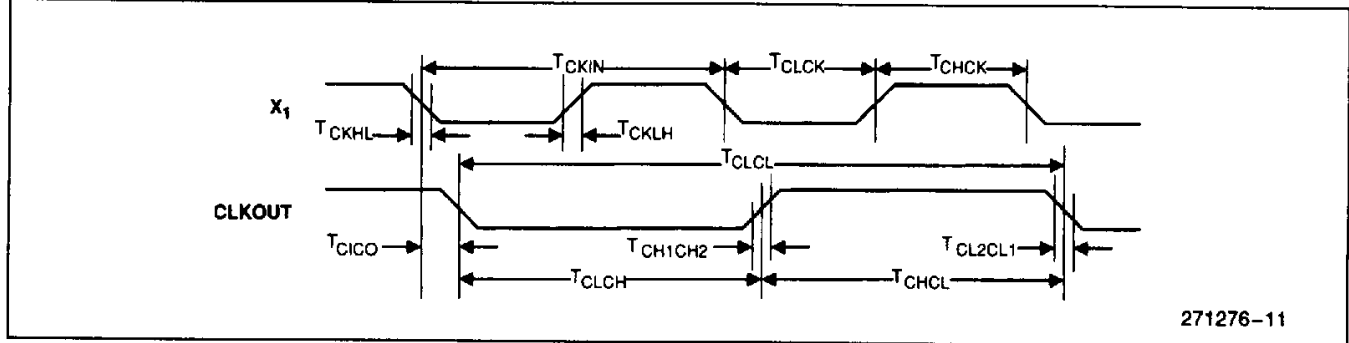 TCKIN TCLCK TCHCK
X1
TCKHL TCKLH
TCLCL
CLKOUT
TCICO TCH1CH2 TCL2CL1
TCLCH TCHCL
271276-11